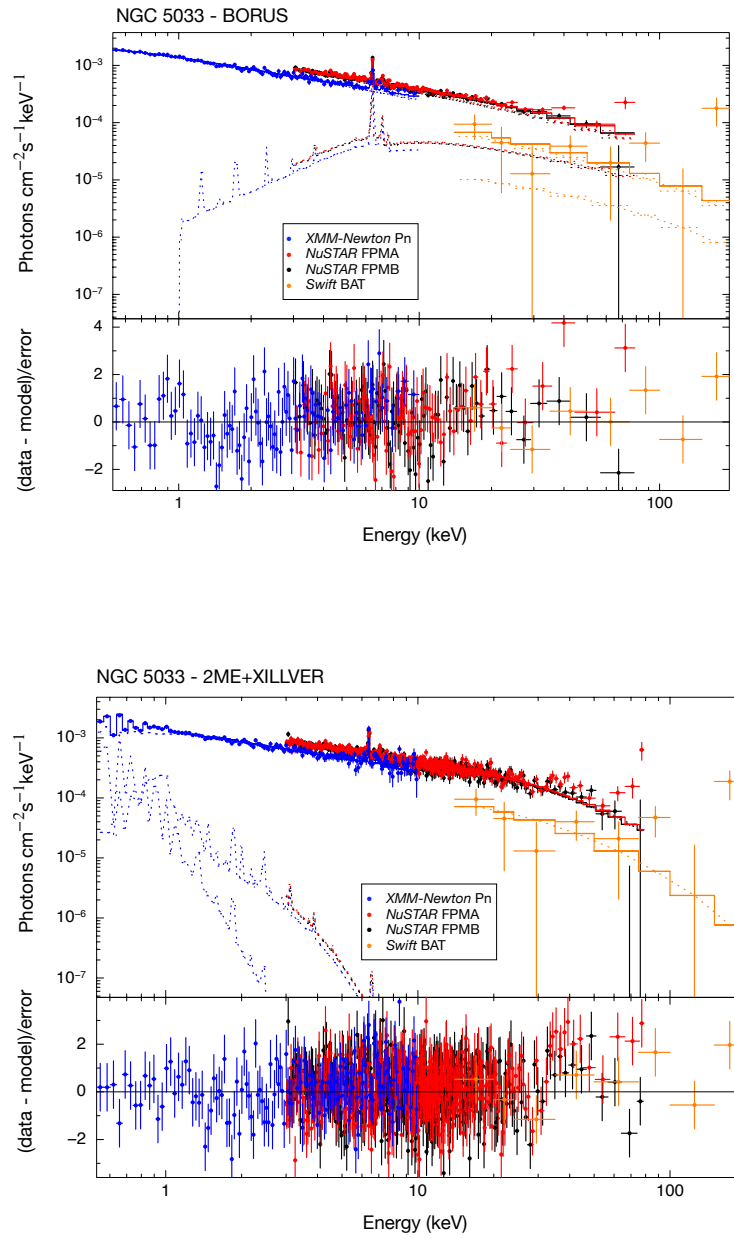 NGC 5033 - BORUS
10⁻³
10⁻⁴
10⁻⁵
10⁻⁶
10⁻⁷
Photons cm⁻²s⁻¹keV⁻¹
XMM-Newton Pn
NuSTAR FPMA
NuSTAR FPMB
Swift BAT
4
2
0
−2
(data - model)/error
1 10 100
Energy (keV)
NGC 5033 - 2ME+XILLVER
10⁻³
10⁻⁴
10⁻⁵
10⁻⁶
10⁻⁷
Photons cm⁻²s⁻¹keV⁻¹
XMM-Newton Pn
NuSTAR FPMA
NuSTAR FPMB
Swift BAT
2
0
−2
(data - model)/error
1 10 100
Energy (keV)